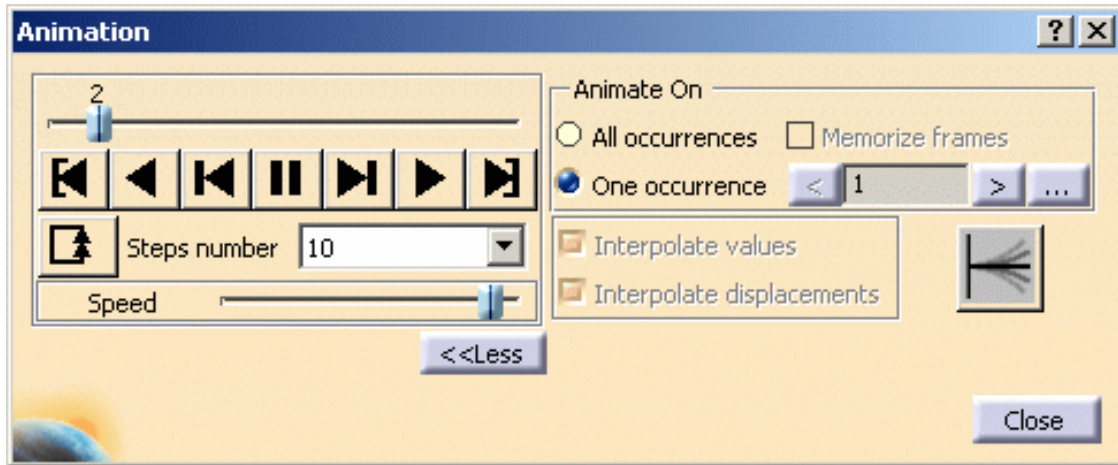 Animation
2
Steps number 10
Speed
<<Less
Animate On
All occurrences Memorize frames
One occurrence < 1 > ...
Interpolate values
Interpolate displacements
Close